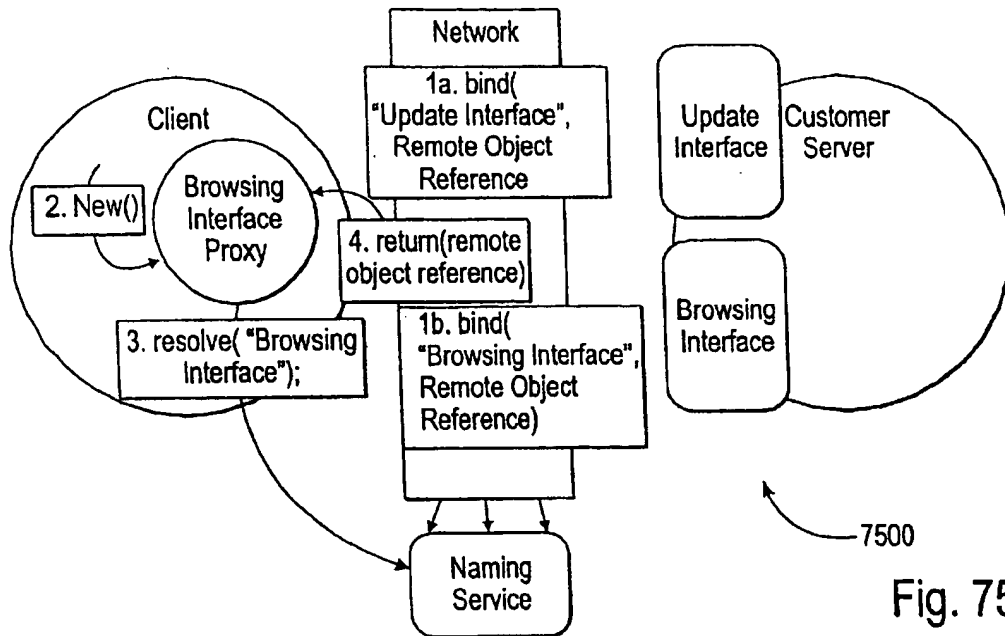 Network
1a. bind(
"Update Interface",
Remote Object
Reference
Client
2. New()
Browsing
Interface
Proxy
4. return(remote
object reference)
3. resolve( "Browsing
Interface");
1b. bind(
"Browsing Interface",
Remote Object
Reference)
Update
Interface
Customer
Server
Browsing
Interface
Naming
Service
7500
Fig. 75